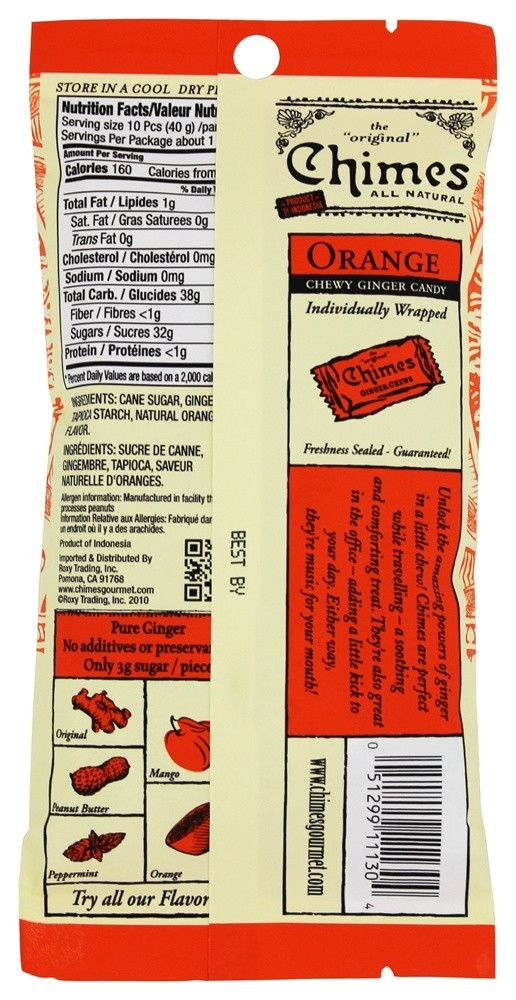 STORE IN A COOL DRY
Nutrition Facts/Valeur
Serving size 10 Pcs (40 g)
Servings Per Package about 1
Amount Per Serving
Calories 160 Calories from
% Daily
Total Fat / Lipides 1g
Sat. Fat / Gras Saturees 0g
Trans Fat 0g
Cholesterol / Cholestérol 0mg
Sodium / Sodium 0mg
Total Carb. / Glucides 38g
Fiber / Fibres <1g
Sugars / Sucres 32g
Protein / Protéines <1g
*Percent Daily Values are based on a 2,000
INGREDIENTS: CANE SUGAR,
TAPIOCA STARCH, NATURAL
FLAVOR.
INGRÉDIENTS: SUCRE DE CANNE,
GINGEMBRE, TAPIOCA, SAVEUR
NATURELLE D'ORANGES.
Allergen information: Manufactured in facility
processes peanuts
Information Relative aux Allergies: Fabriqué
un endroit où il y a des arachides.
Product of Indonesia
Imported & Distributed By
Roxy Trading, Inc.
Pomona, CA 91768
www.chimesgourmet.com
©Roxy Trading, Inc. 2010
Pure Ginger
No additives or
Only 3g sugar / piece
Original
Mango
Peanut Butter
Peppermint
Orange
Try all our
BEST BY
the
"original"
Chimes
ALL NATURAL
PRODUCT
OF INDONESIA
ORANGE
CHEWY GINGER CANDY
Individually Wrapped
the
"original"
Chimes
GINGER CHEWS
Freshness Sealed - Guaranteed!
Unlock the amazing powers of ginger
in a little chew! Chimes are perfect
while travelling – a soothing
and comforting treat. They're also great
in the office – adding a little kick to
your day. Either way,
they're music for your mouth!
www.chimesgourmet.com
0 51299 11130 4